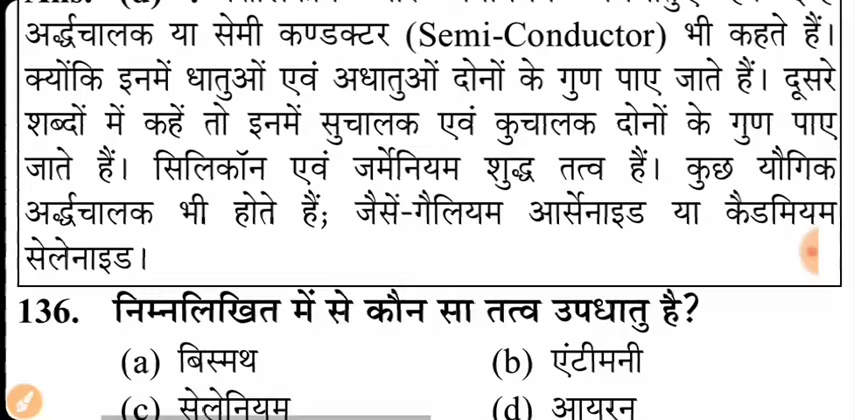 अर्द्धचालक या सेमी कण्डक्टर (Semi-Conductor) भी कहते हैं।
क्योंकि इनमें धातुओं एवं अधातुओं दोनों के गुण पाए जाते हैं। दूसरे
शब्दों में कहें तो इनमें सुचालक एवं कुचालक दोनों के गुण पाए
जाते हैं। सिलिकॉन एवं जर्मेनियम शुद्ध तत्व हैं। कुछ यौगिक
अर्द्धचालक भी होते हैं; जैसें-गैलियम आर्सेनाइड या कैडमियम
सेलेनाइड।
136. निम्नलिखित में से कौन सा तत्व उपधातु है?
(a) बिस्मथ (b) एंटीमनी
(c) सेलेनियम (d) आयरन